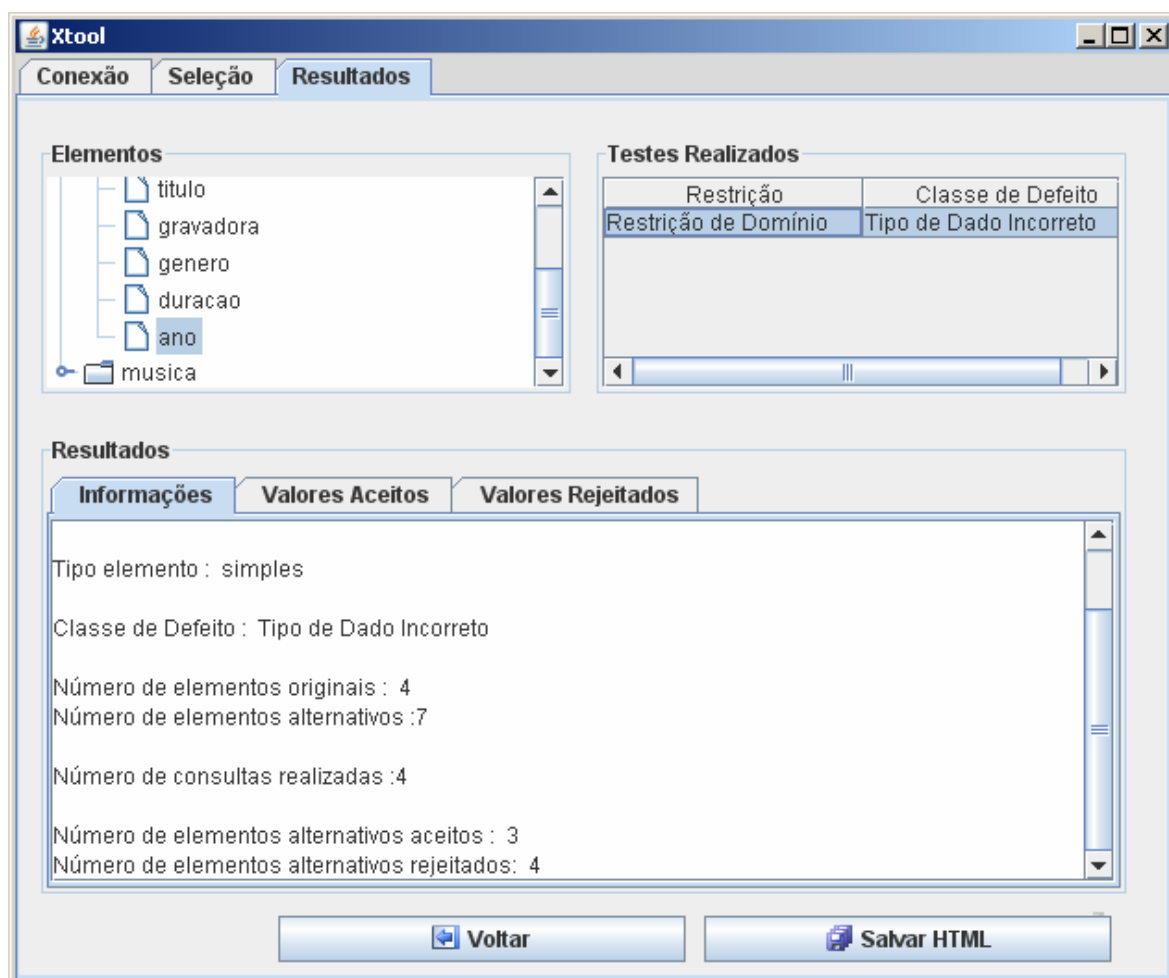 Xtool
Conexão Seleção Resultados
Elementos
titulo
gravadora
genero
duracao
ano
musica
Testes Realizados
Restrição Classe de Defeito
Restrição de Domínio Tipo de Dado Incorreto
Resultados
Informações Valores Aceitos Valores Rejeitados
Tipo elemento : simples
Classe de Defeito : Tipo de Dado Incorreto
Número de elementos originais : 4
Número de elementos alternativos :7
Número de consultas realizadas :4
Número de elementos alternativos aceitos : 3
Número de elementos alternativos rejeitados: 4
Voltar Salvar HTML